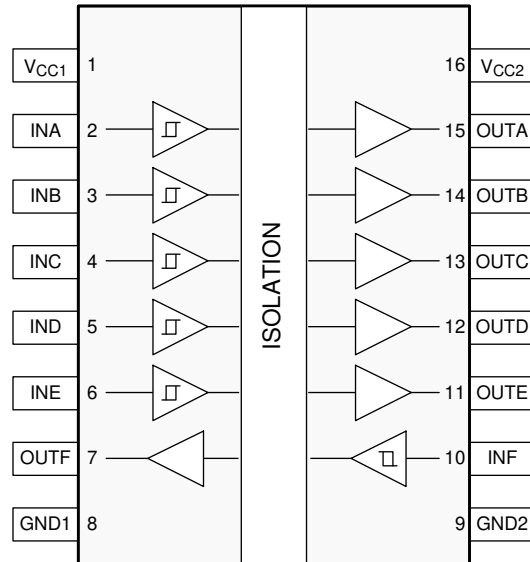 VCC1 1 16 VCC2
INA 2 15 OUTA
INB 3 14 OUTB
INC 4 13 OUTC
IND 5 12 OUTD
INE 6 11 OUTE
OUTF 7 10 INF
GND1 8 9 GND2
ISOLATION